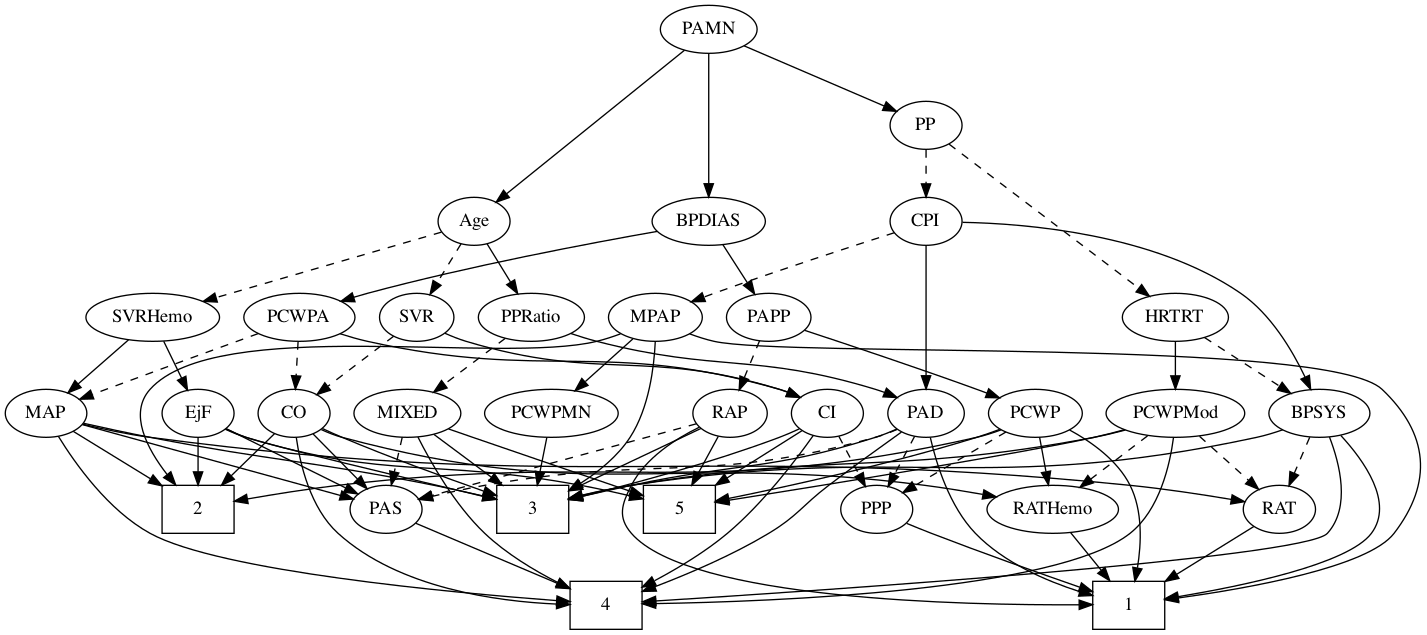 PAMN
PP
Age
BPDIAS
CPI
SVRHemo
PCWPA
SVR
PPRatio
MPAP
PAPP
HRTRT
MAP
EjF
CO
MIXED
PCWPMN
RAP
CI
PAD
PCWP
PCWPMod
BPSYS
2
PAS
3
5
PPP
RATHemo
RAT
4
1